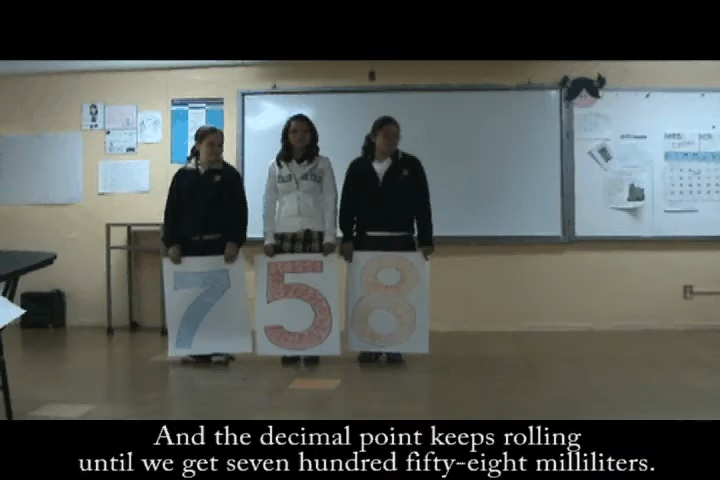 7 5 8
And the decimal point keeps rolling
until we get seven hundred fifty-eight milliliters.